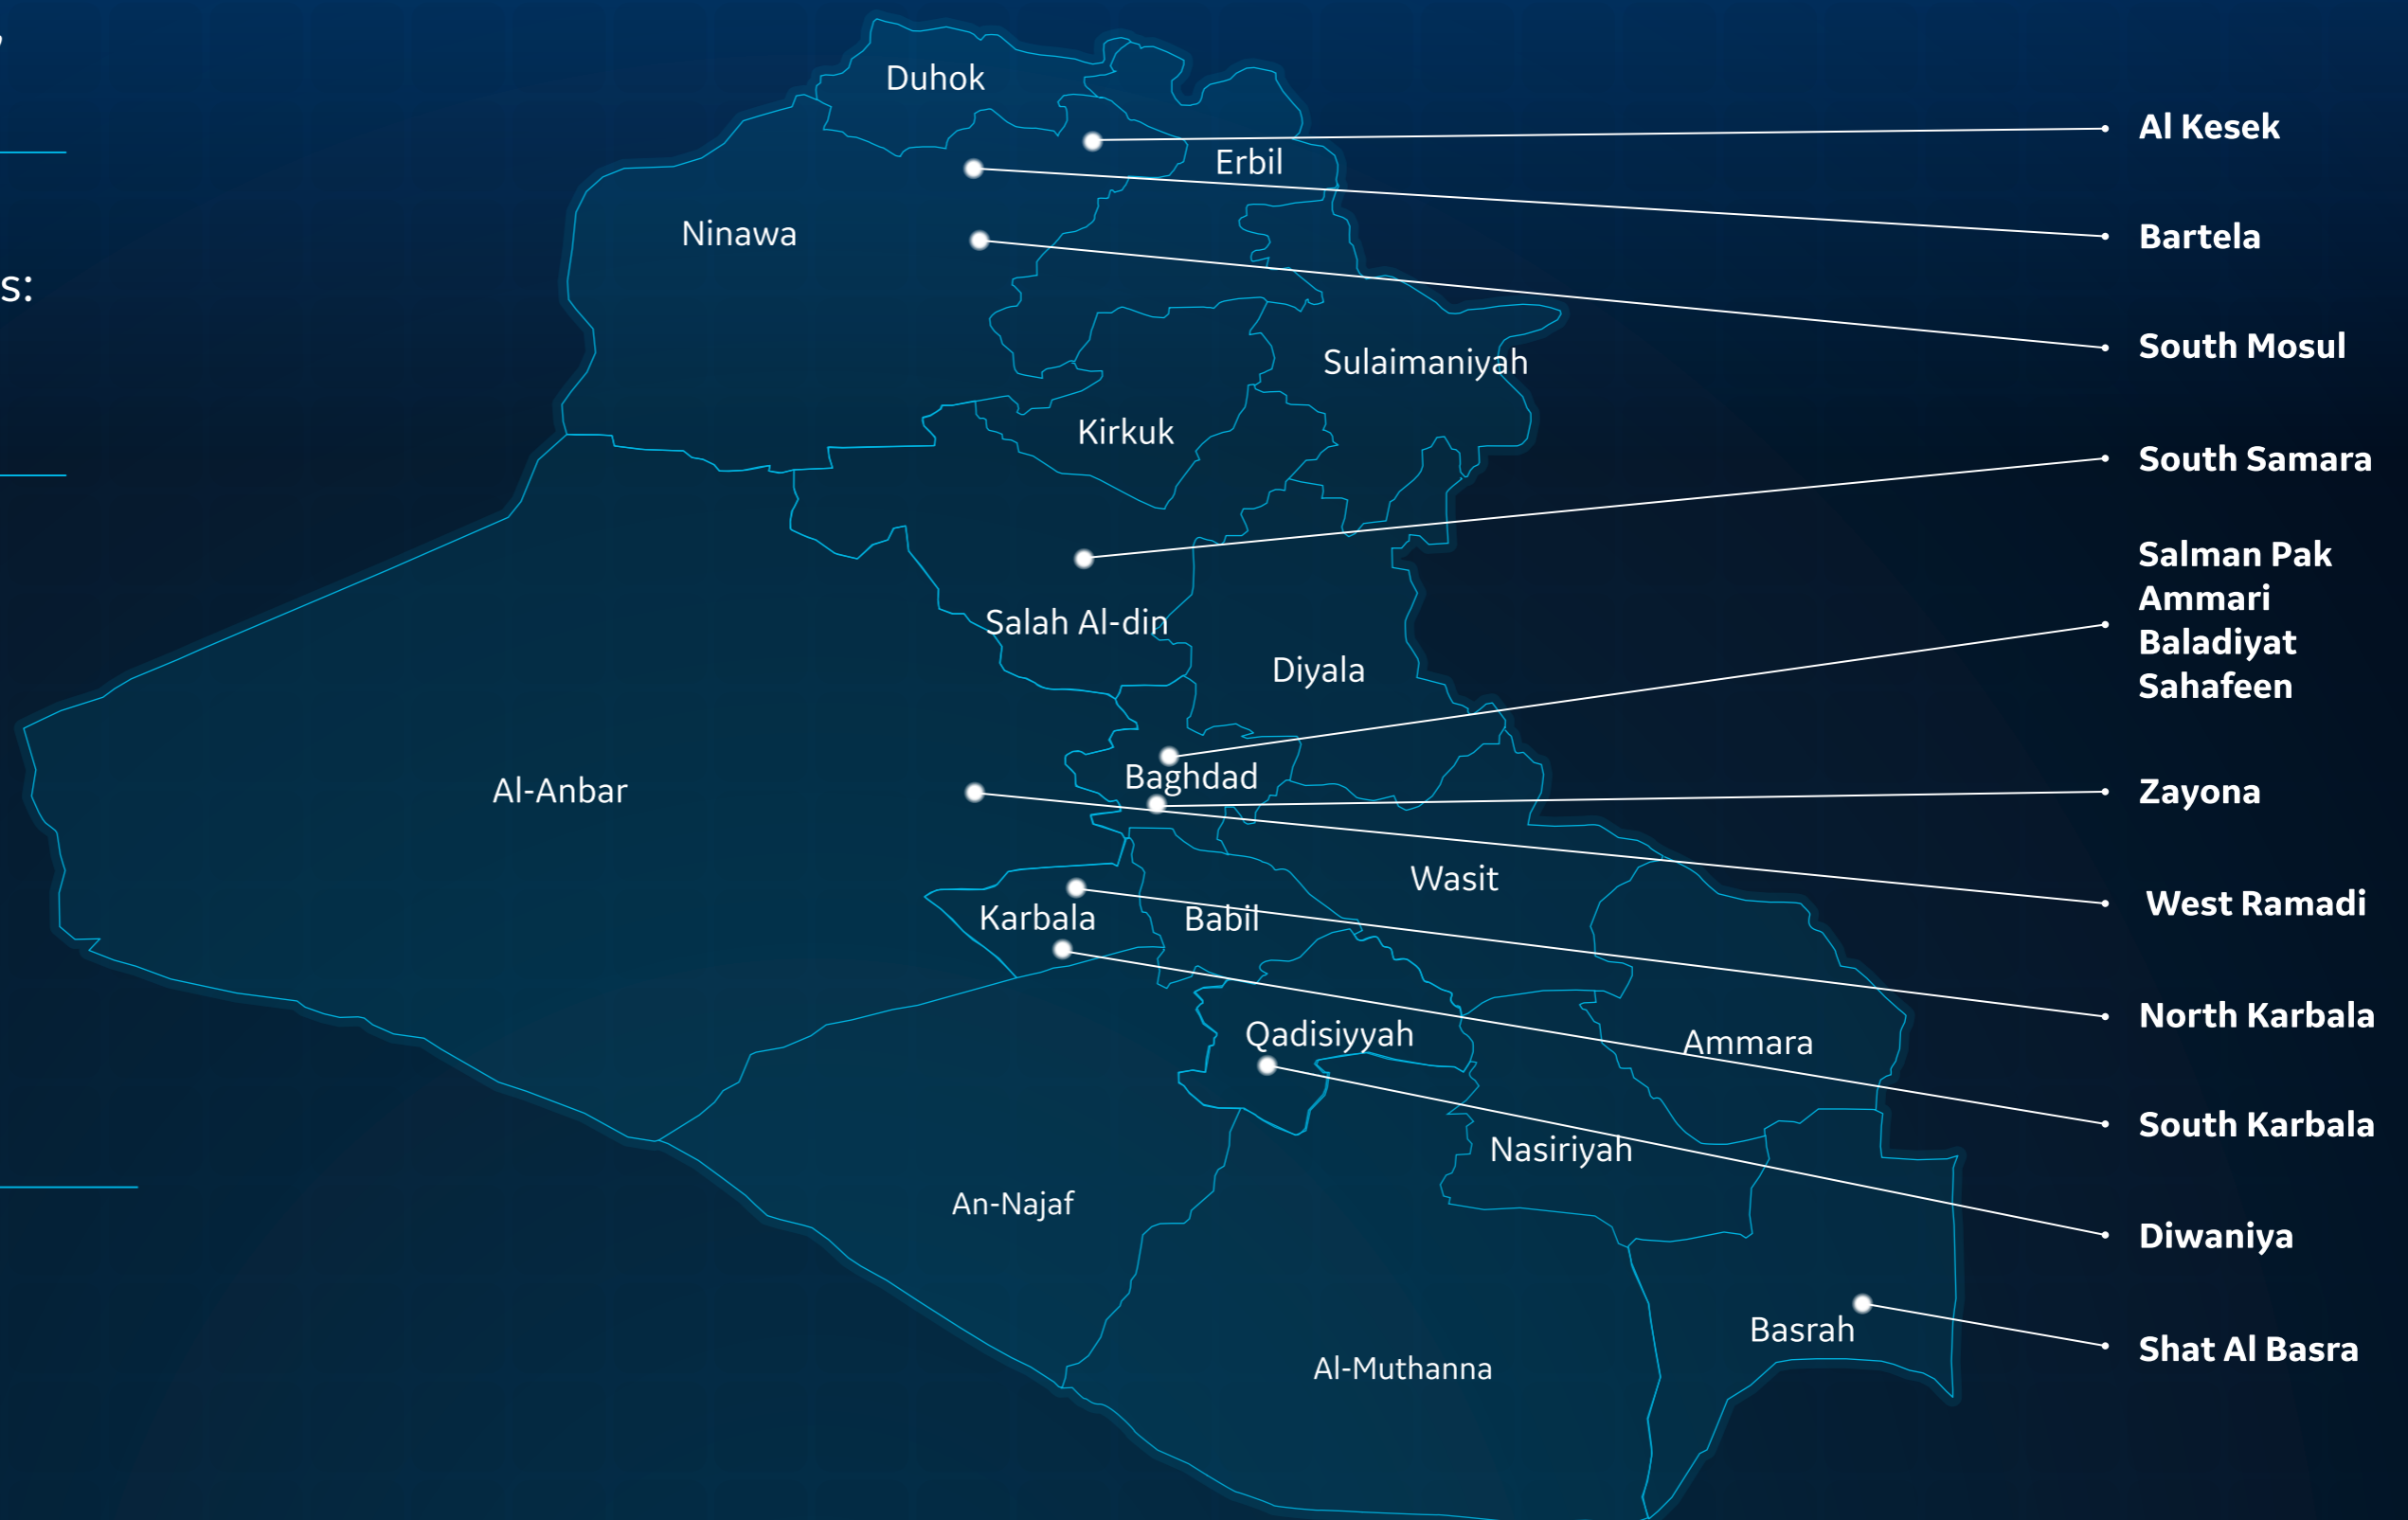 s:
Duhok
Erbil
Ninawa
Sulaimaniyah
Kirkuk
Salah Al-din
Diyala
Baghdad
Al-Anbar
Wasit
Karbala
Babil
Qadisiyyah
Ammara
Nasiriyah
An-Najaf
Basrah
Al-Muthanna
Al Kesek
Bartela
South Mosul
South Samara
Salman Pak
Ammari
Baladiyat
Sahafeen
Zayona
West Ramadi
North Karbala
South Karbala
Diwaniya
Shat Al Basra